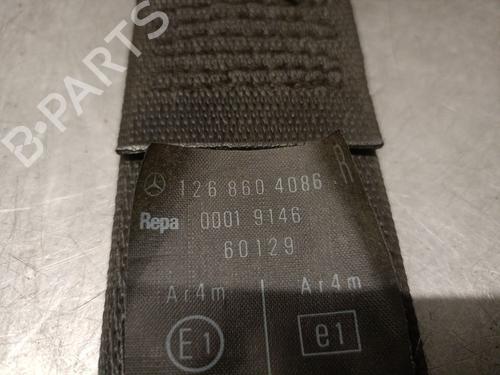 B-PARTS
126 860 4086 R
Repa 0001 9146
60129
Ar4m Ar4m
E1 e1